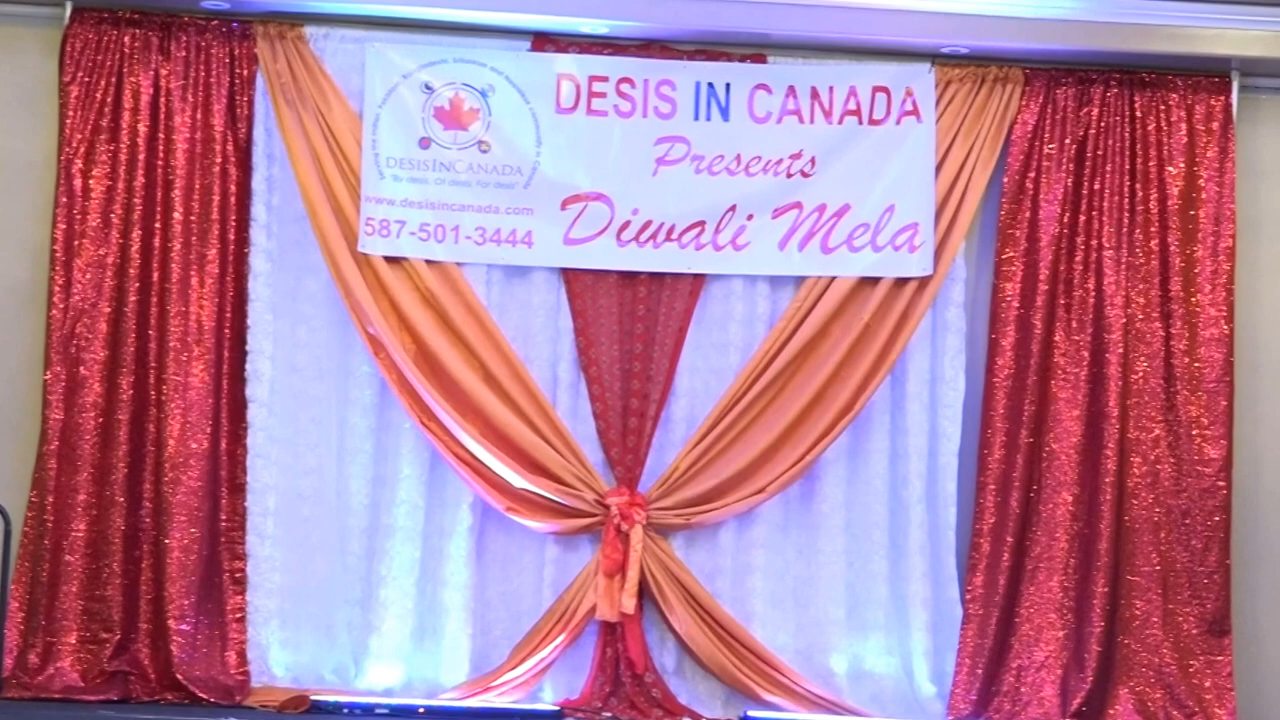 DESISINCANADA
"By desis. Of desis. For desis"
www.desisincanada.com
587-501-3444
DESIS IN CANADA
Presents
Diwali Mela